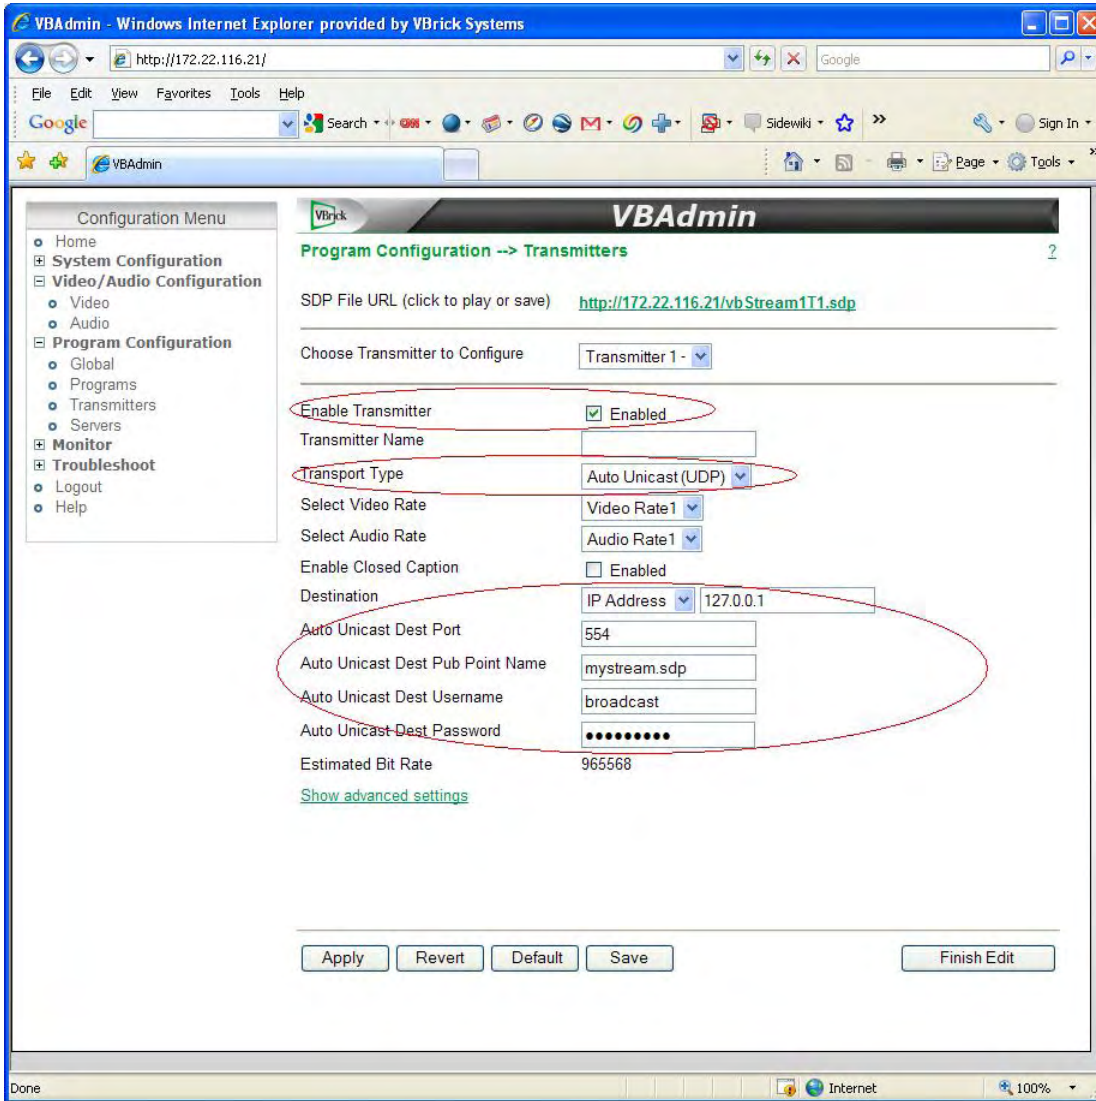 VBAdmin - Windows Internet Explorer provided by VBrick Systems
http://172.22.116.21/
Google
File Edit View Favorites Tools Help
Google Search Sidewiki » Sign In
VBAdmin Page Tools »
Configuration Menu
Home
System Configuration
Video/Audio Configuration
Video
Audio
Program Configuration
Global
Programs
Transmitters
Servers
Monitor
Troubleshoot
Logout
Help
VBrick VBAdmin
Program Configuration --> Transmitters ?
SDP File URL (click to play or save) http://172.22.116.21/vbStream1T1.sdp
Choose Transmitter to Configure Transmitter 1 -
Enable Transmitter Enabled
Transmitter Name
Transport Type Auto Unicast (UDP)
Select Video Rate Video Rate1
Select Audio Rate Audio Rate1
Enable Closed Caption Enabled
Destination IP Address 127.0.0.1
Auto Unicast Dest Port 554
Auto Unicast Dest Pub Point Name mystream.sdp
Auto Unicast Dest Username broadcast
Auto Unicast Dest Password •••••••••
Estimated Bit Rate 965568
Show advanced settings
Apply Revert Default Save Finish Edit
Done Internet 100%